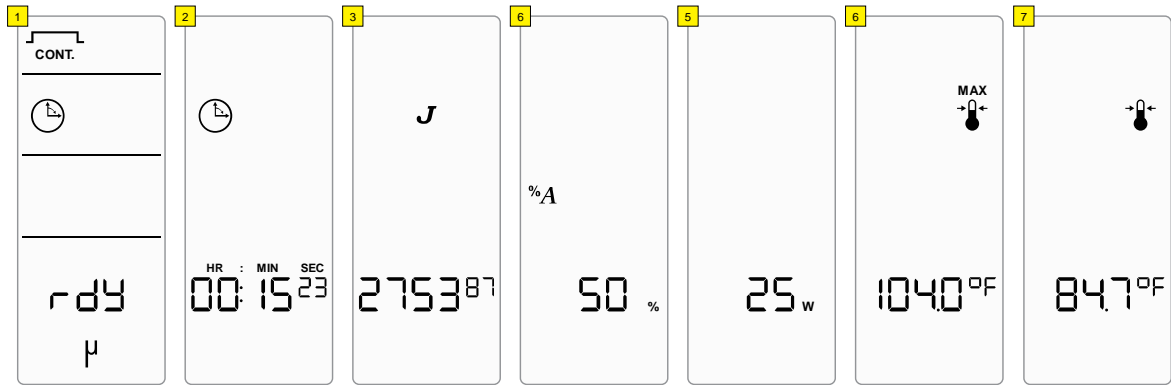 1
CONT.
rdy
μ
2
HR : MIN SEC
00:15 23
3
J
2753 87
6
%A
50 %
5
25 W
6
MAX
104.0 °F
7
84.7 °F